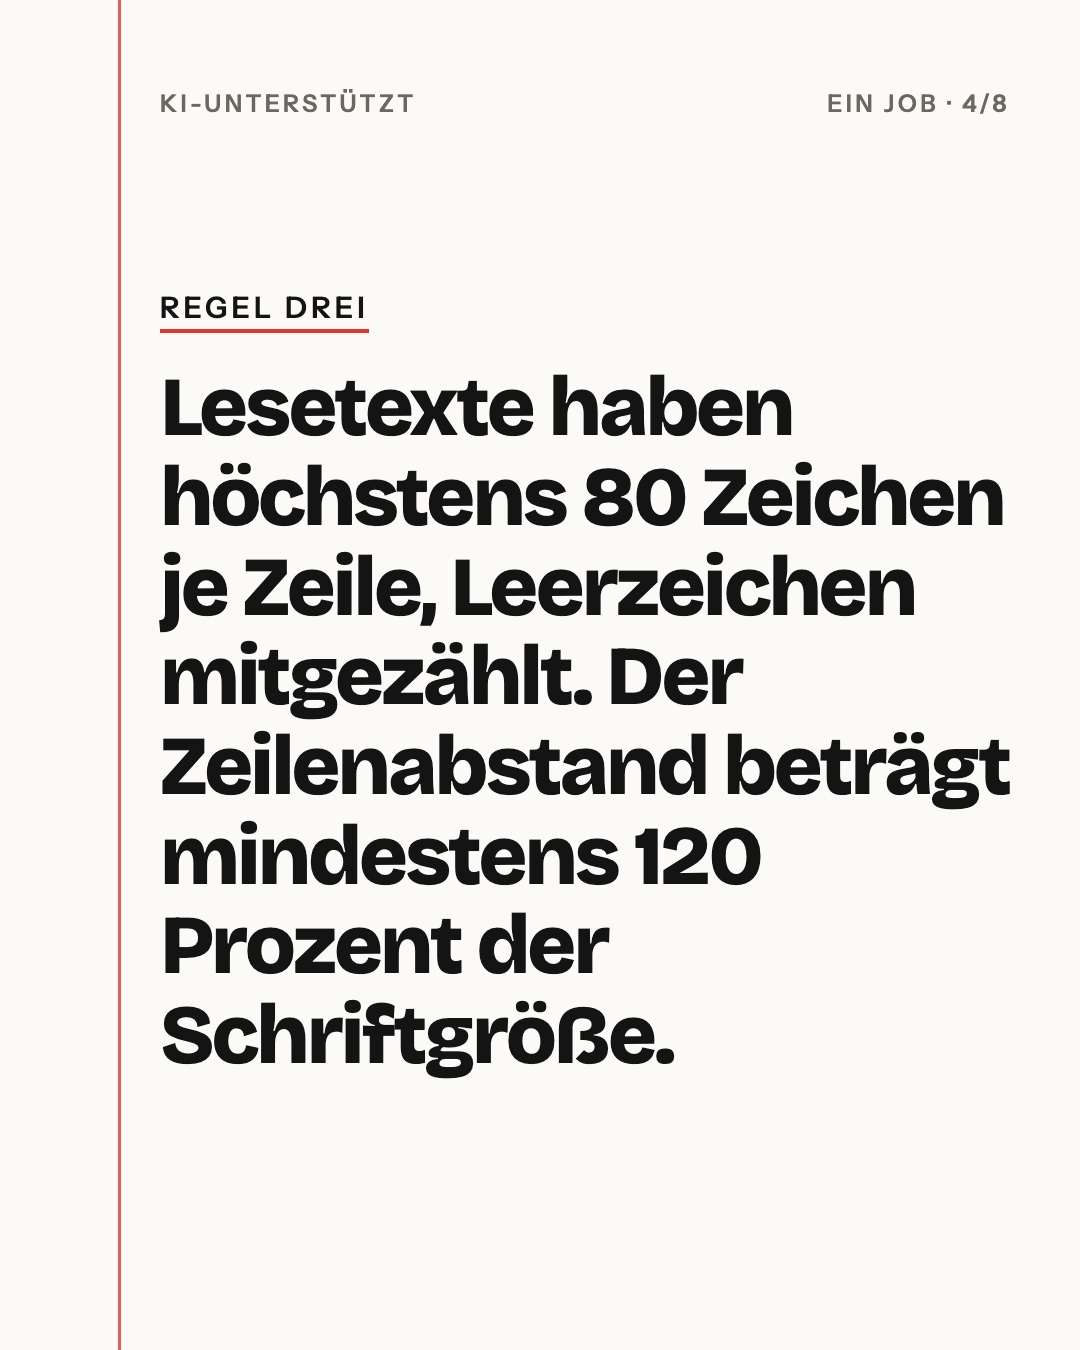 KI-UNTERSTÜTZT
EIN JOB · 4/8
REGEL DREI
Lesetexte haben
höchstens 80 Zeichen
je Zeile, Leerzeichen
mitgezählt. Der
Zeilenabstand beträgt
mindestens 120
Prozent der
Schriftgröße.